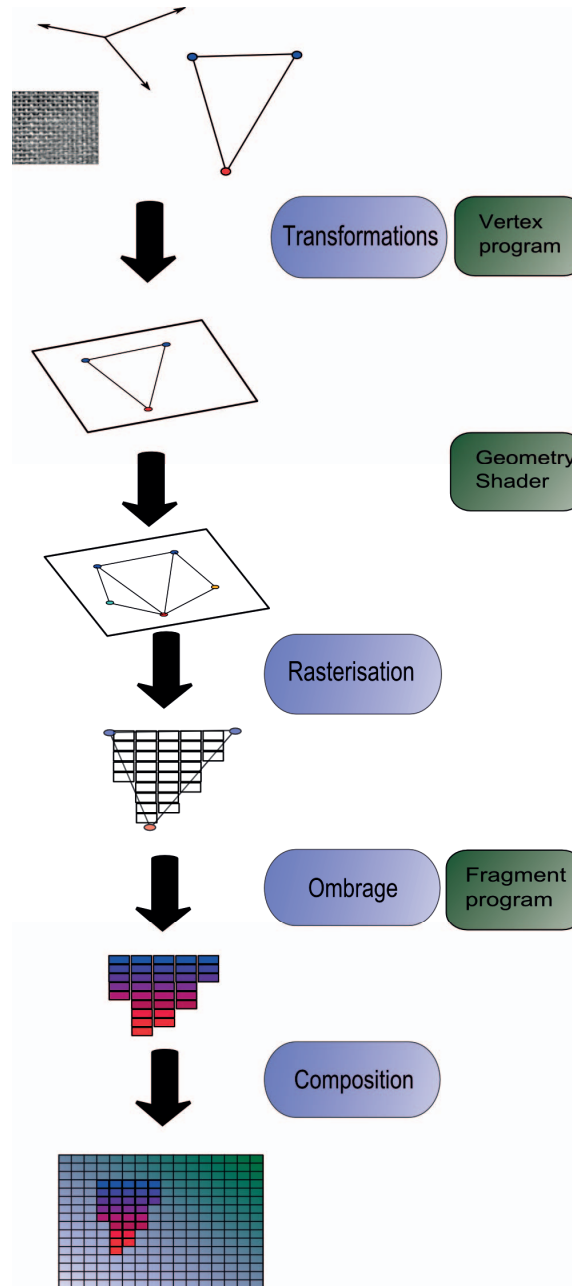 Transformations
Vertex
program
Geometry
Shader
Rasterisation
Ombrage
Fragment
program
Composition